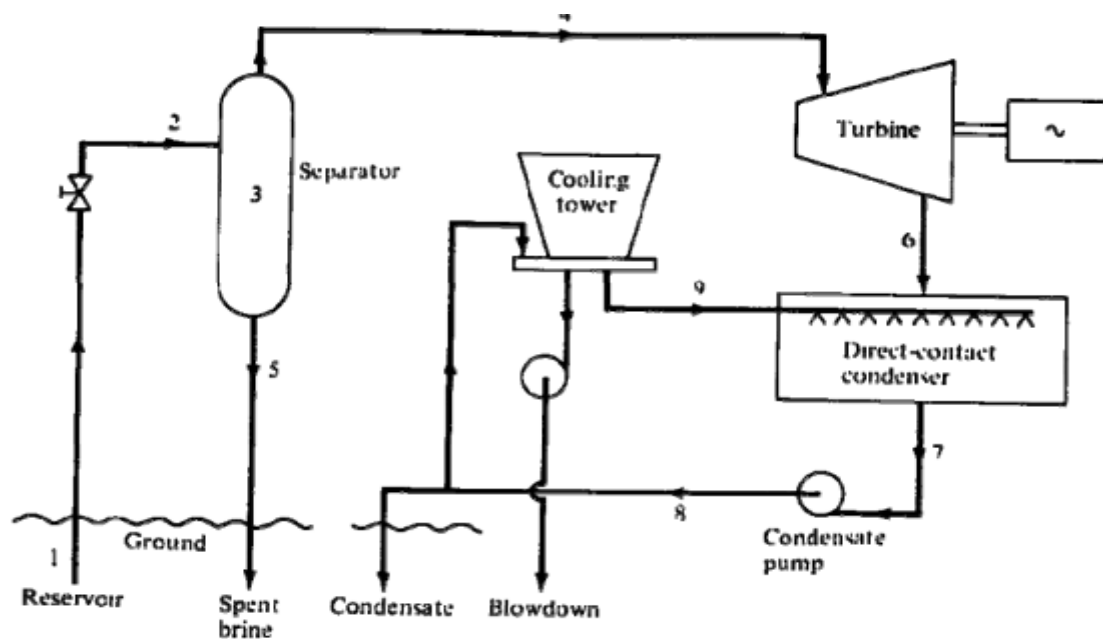 4
2
Separator
3
Turbine
~
Cooling
tower
6
9
Direct-contact
condenser
5
7
8
Ground
Condensate
pump
1
Reservoir
Spent
brine
Condensate
Blowdown